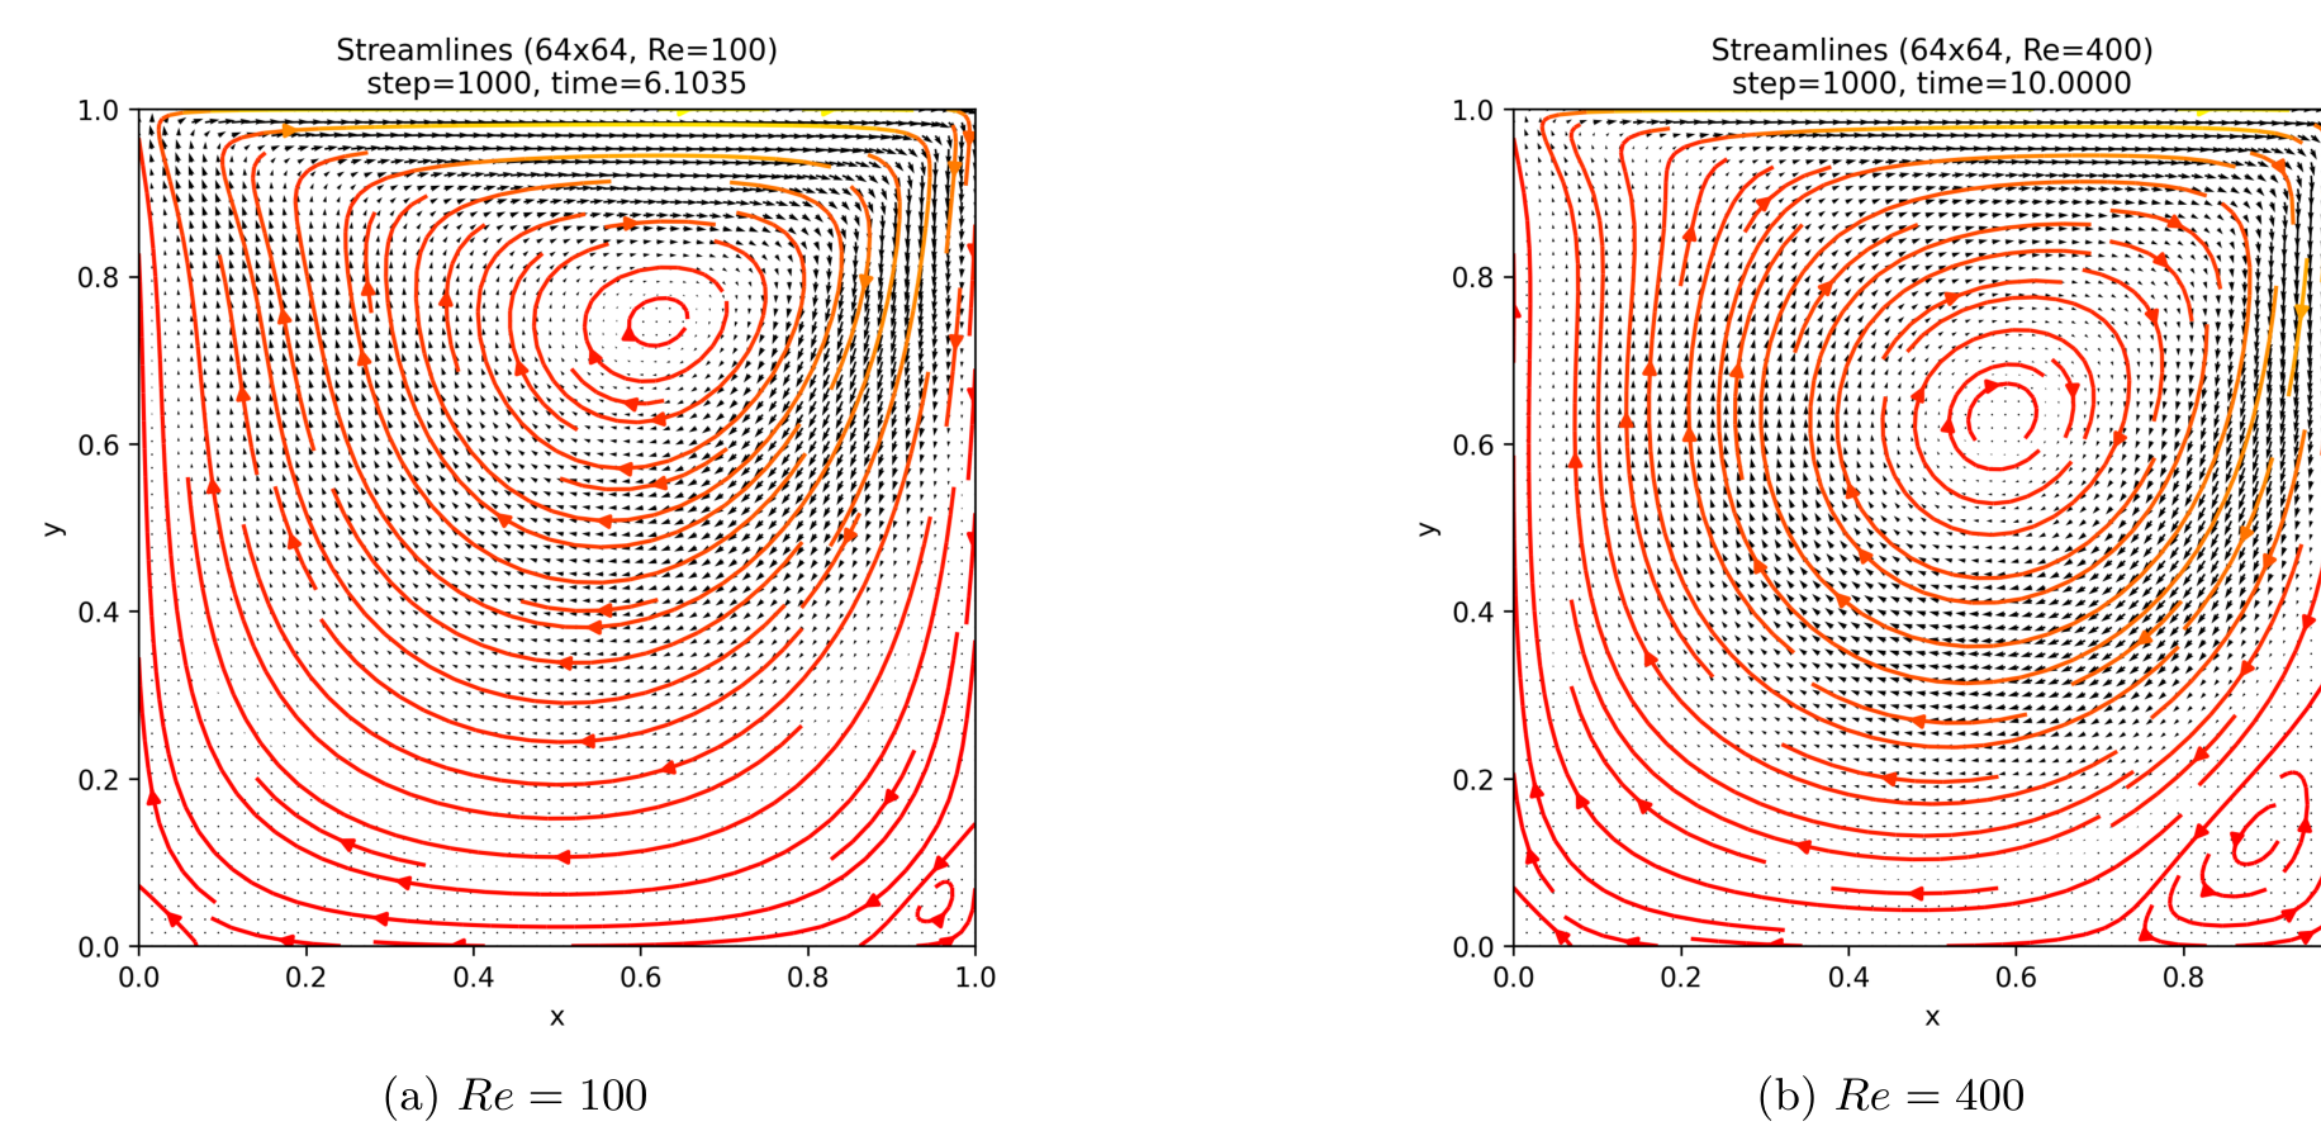 Streamlines (64x64, Re=100)
step=1000, time=6.1035
1.0
0.8
0.6
0.4
0.2
0.0
y
0.0 0.2 0.4 0.6 0.8 1.0
x
(a) Re = 100
Streamlines (64x64, Re=400)
step=1000, time=10.0000
1.0
0.8
0.6
0.4
0.2
0.0
y
0.0 0.2 0.4 0.6 0.8
x
(b) Re = 400